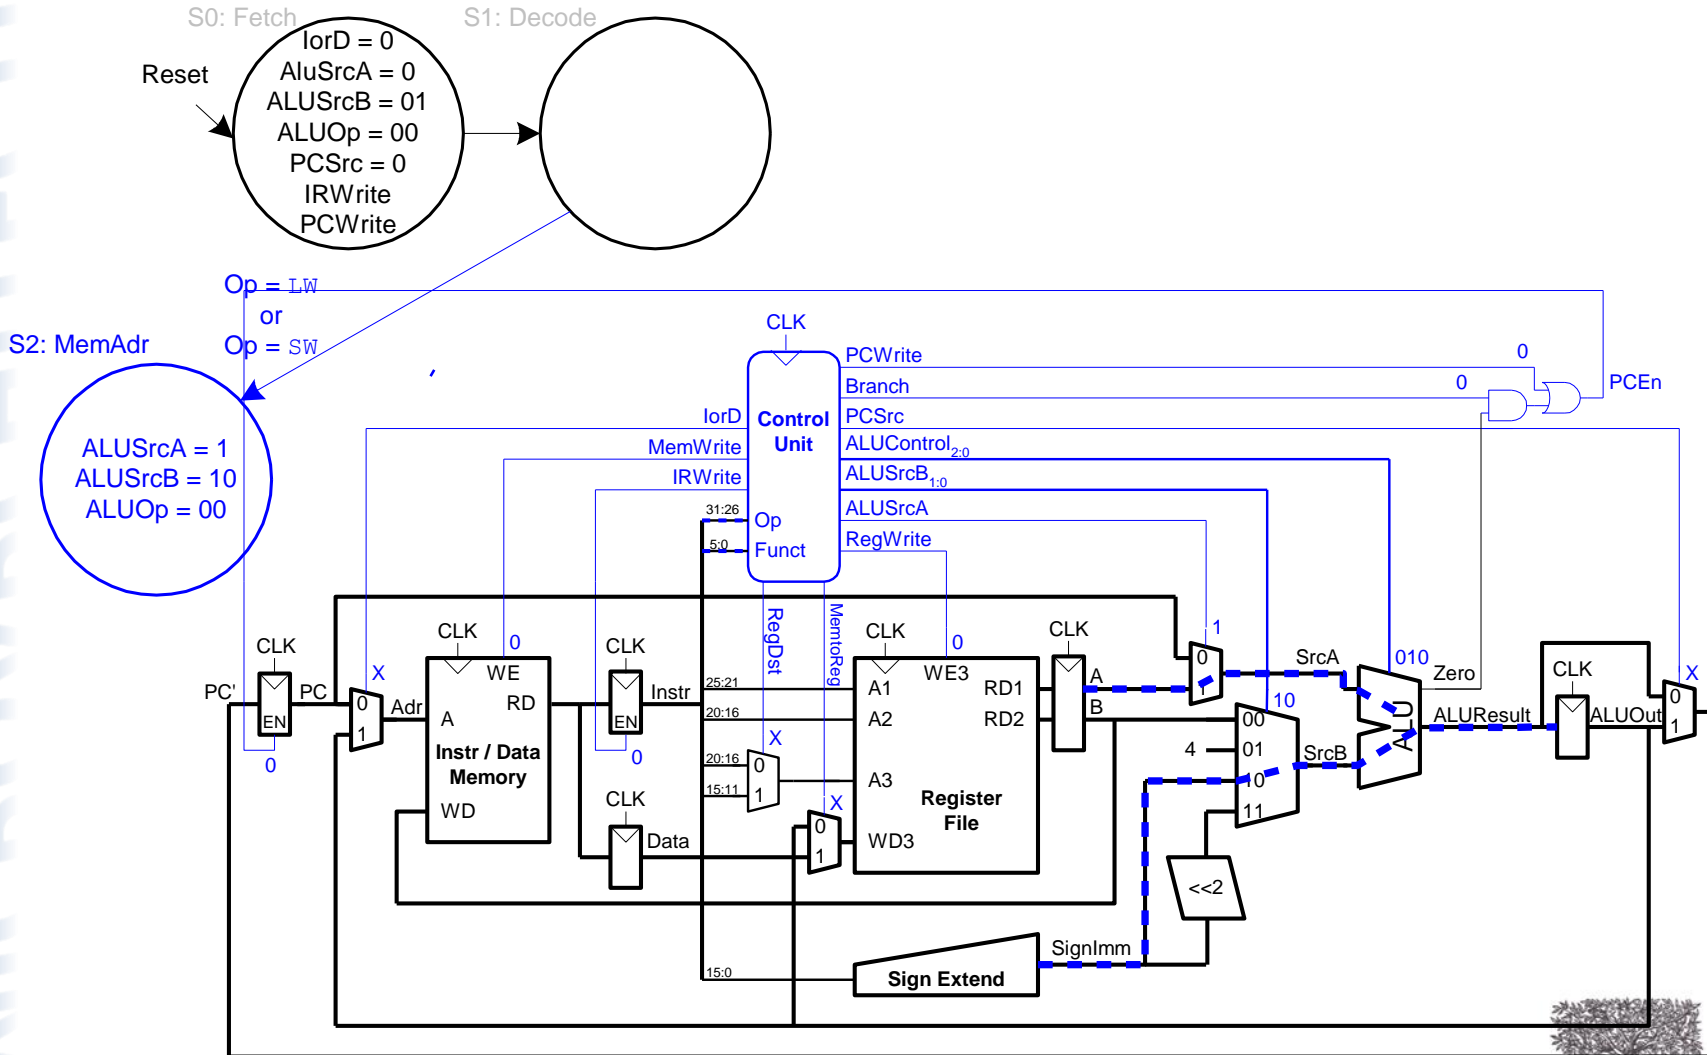 S0: Fetch
S1: Decode
Reset
IorD = 0
AluSrcA = 0
ALUSrcB = 01
ALUOp = 00
PCSrc = 0
IRWrite
PCWrite
Op = LW
or
Op = SW
S2: MemAdr
ALUSrcA = 1
ALUSrcB = 10
ALUOp = 00
CLK
PCWrite
0
Branch
0
PCEn
IorD
Control
Unit
PCSrc
MemWrite
ALUControl2:0
IRWrite
ALUSrcB1:0
ALUSrcA
31:26
Op
RegWrite
5:0
Funct
RegDst
MemtoReg
CLK
CLK
0
CLK
CLK
0
CLK
1
SrcA
010
Zero
CLK
X
PC'
PC
EN
0
X
0
1
Adr
WE
RD
A
Instr / Data
Memory
WD
EN
0
Instr
25:21
20:16
A1
A2
WE3
RD1
RD2
A
B
0
1
10
00
4
01
10
11
SrcB
ALU
ALUResult
ALUOut
0
1
X
20:16
0
15:11
1
A3
Register
File
CLK
Data
X
0
1
WD3
<<2
SignImm
15:0
Sign Extend